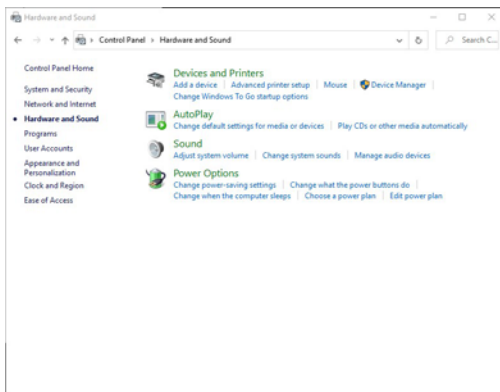 Hardware and Sound
Control Panel > Hardware and Sound
Search C...
Control Panel Home
System and Security
Network and Internet
Hardware and Sound
Programs
User Accounts
Appearance and
Personalization
Clock and Region
Ease of Access
Devices and Printers
Add a device | Advanced printer setup | Mouse | Device Manager |
Change Windows To Go startup options
AutoPlay
Change default settings for media or devices | Play CDs or other media automatically
Sound
Adjust system volume | Change system sounds | Manage audio devices
Power Options
Change power-saving settings | Change what the power buttons do |
Change when the computer sleeps | Choose a power plan | Edit power plan